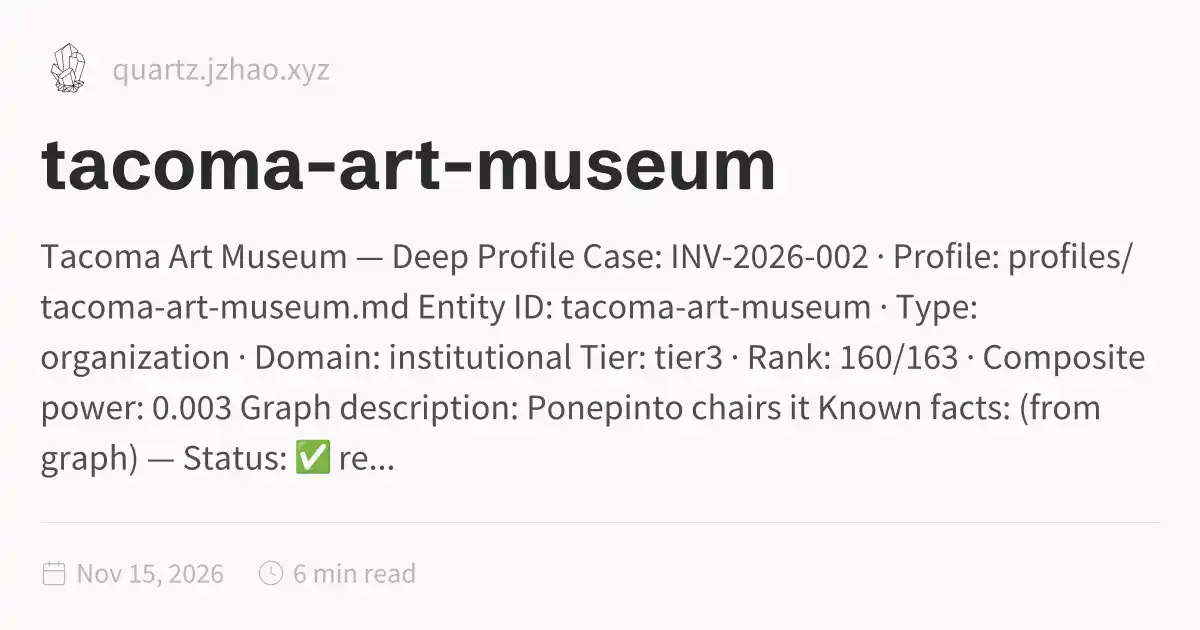 quartz.jzhao.xyz
tacoma-art-museum
Tacoma Art Museum — Deep Profile Case: INV-2026-002 · Profile: profiles/
tacoma-art-museum.md Entity ID: tacoma-art-museum · Type:
organization · Domain: institutional Tier: tier3 · Rank: 160/163 · Composite
power: 0.003 Graph description: Ponepinto chairs it Known facts: (from
graph) — Status: ✅ re...
Nov 15, 2026 6 min read